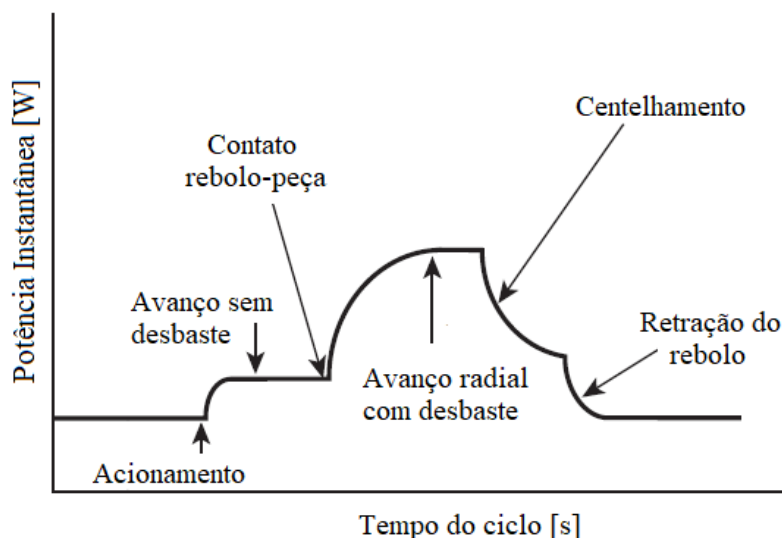 Potência Instantânea [W]
Centelhamento
Contato
rebolo-peça
Avanço sem
desbaste
Retração do
rebolo
Avanço radial
com desbaste
Acionamento
Tempo do ciclo [s]